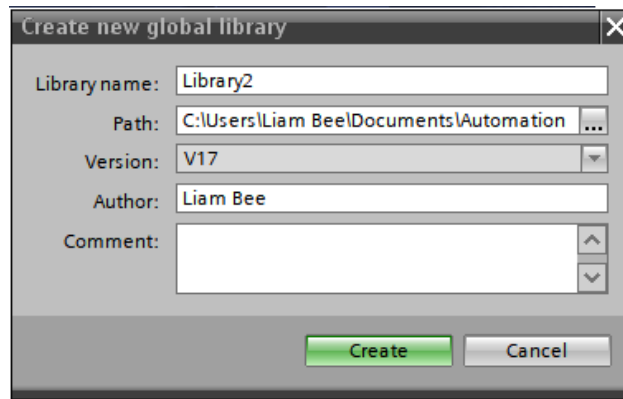 Create new global library
Library name: Library2
Path: C:\Users\Liam Bee\Documents\Automation ...
Version: V17
Author: Liam Bee
Comment:
Create Cancel